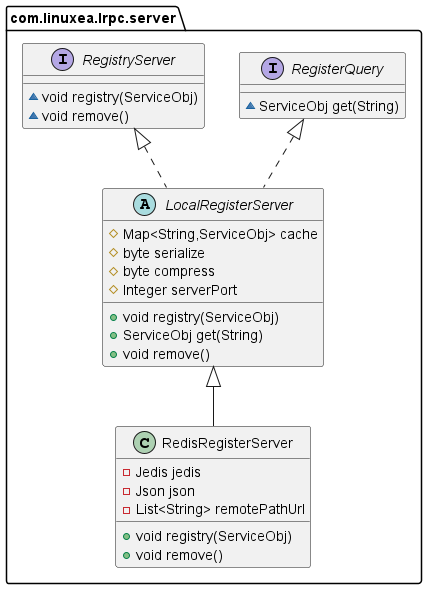 com.linuxea.lrpc.server
I RegistryServer
void registry(ServiceObj)
void remove()
I RegisterQuery
ServiceObj get(String)
A LocalRegisterServer
Map<String,ServiceObj> cache
byte serialize
byte compress
Integer serverPort
void registry(ServiceObj)
ServiceObj get(String)
void remove()
C RedisRegisterServer
Jedis jedis
Json json
List<String> remotePathUrl
void registry(ServiceObj)
void remove()